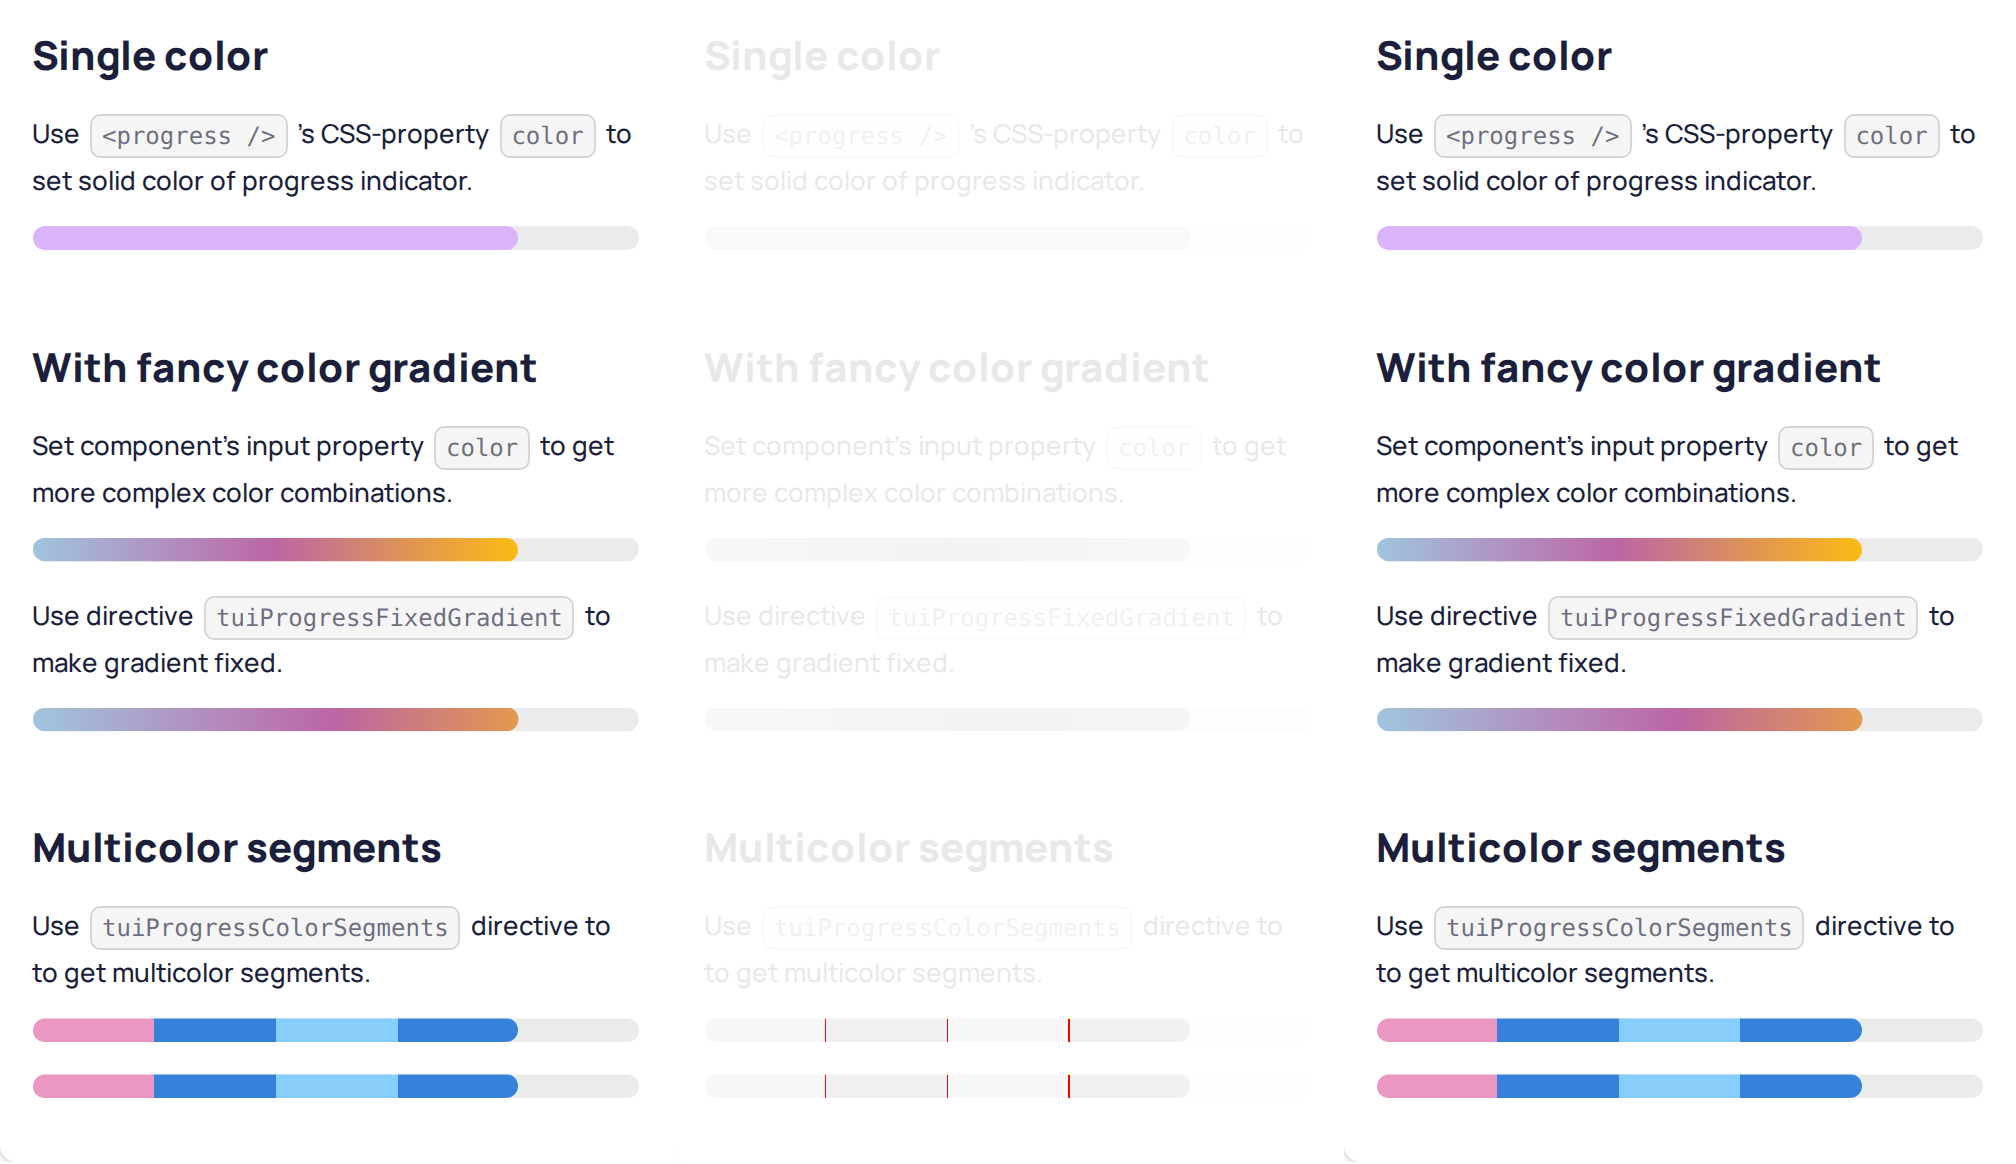 Single color
Use <progress /> ’s CSS-property color to
set solid color of progress indicator.
With fancy color gradient
Set component’s input property color to get
more complex color combinations.
Use directive tuiProgressFixedGradient to
make gradient fixed.
Multicolor segments
Use tuiProgressColorSegments directive to
to get multicolor segments.
Single color
Use <progress /> ’s CSS-property color to
set solid color of progress indicator.
With fancy color gradient
Set component’s input property color to get
more complex color combinations.
Use directive tuiProgressFixedGradient to
make gradient fixed.
Multicolor segments
Use tuiProgressColorSegments directive to
to get multicolor segments.
Single color
Use <progress /> ’s CSS-property color to
set solid color of progress indicator.
With fancy color gradient
Set component’s input property color to get
more complex color combinations.
Use directive tuiProgressFixedGradient to
make gradient fixed.
Multicolor segments
Use tuiProgressColorSegments directive to
to get multicolor segments.